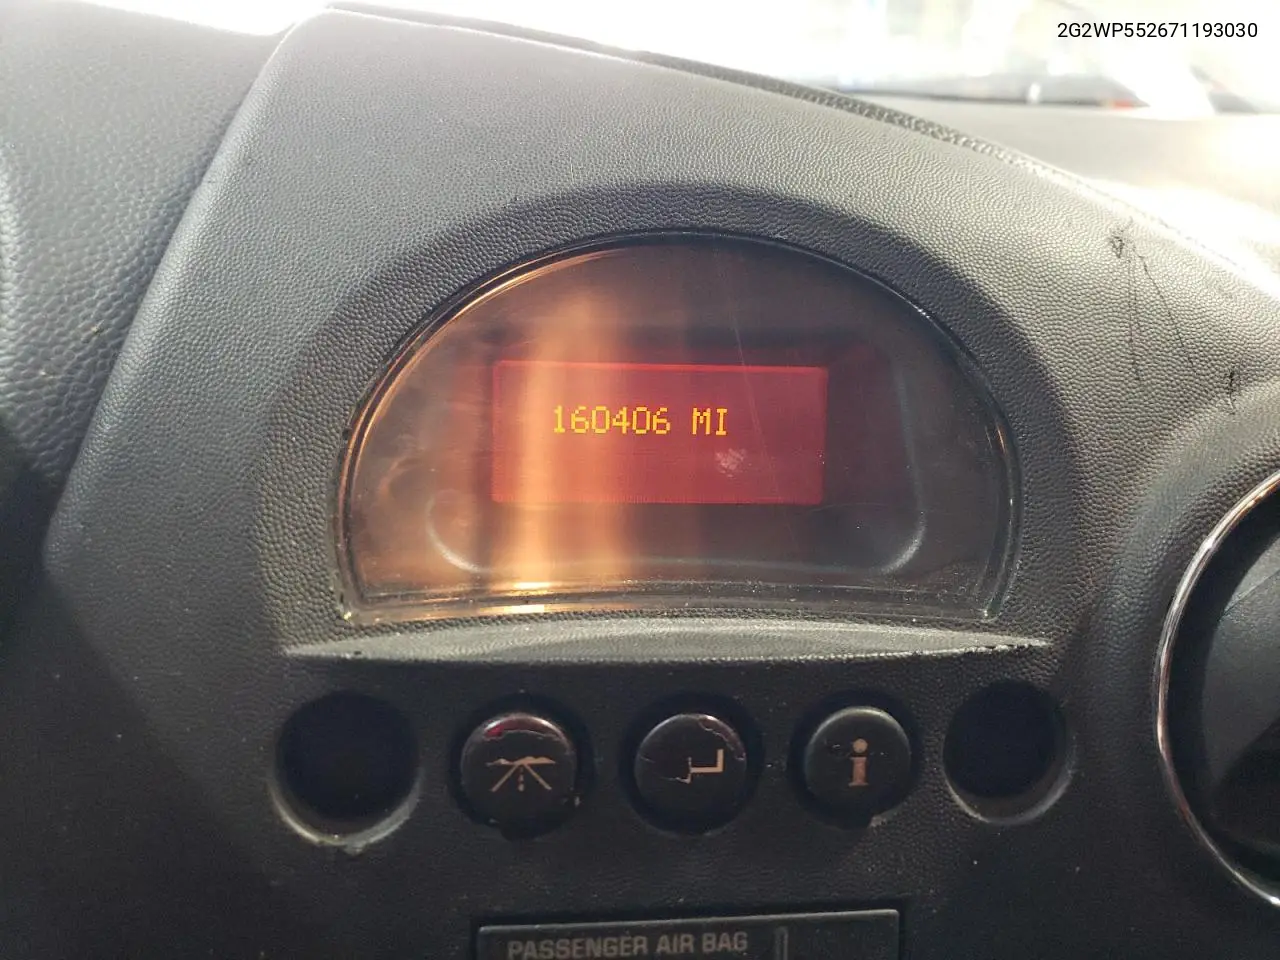 2G2WP552671193030
160406 MI
i
PASSENGER AIR BAG